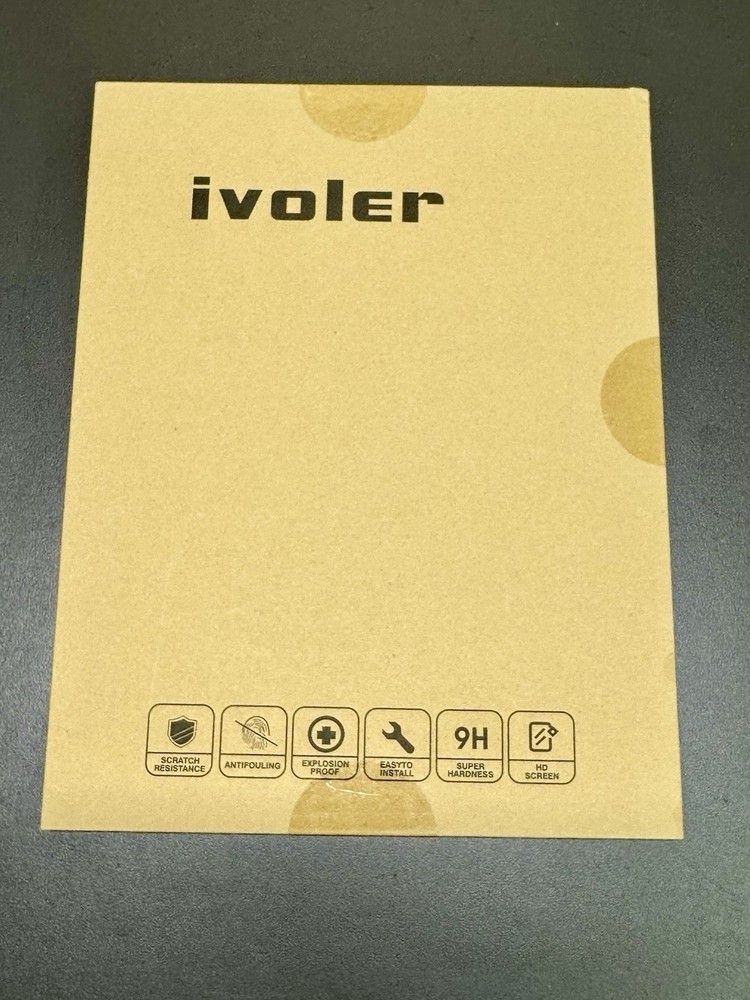 ivoler
SCRATCH
RESISTANCE
ANTIFOULING
EXPLOSION
PROOF
EASYTO
INSTALL
9H
SUPER
HARDNESS
HD
SCREEN